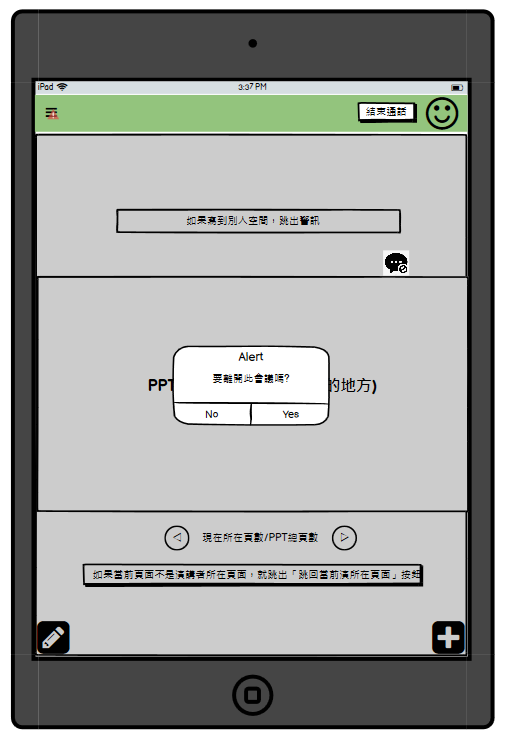 iPad
3:37 PM
結束通話
如果寫到別人空間，跳出警訊
Alert
要離開此會議嗎?
PPT 的地方)
No
Yes
現在所在頁數/PPT總頁數
如果當前頁面不是演講者所在頁面，就跳出「跳回當前演所在頁面」按鈕